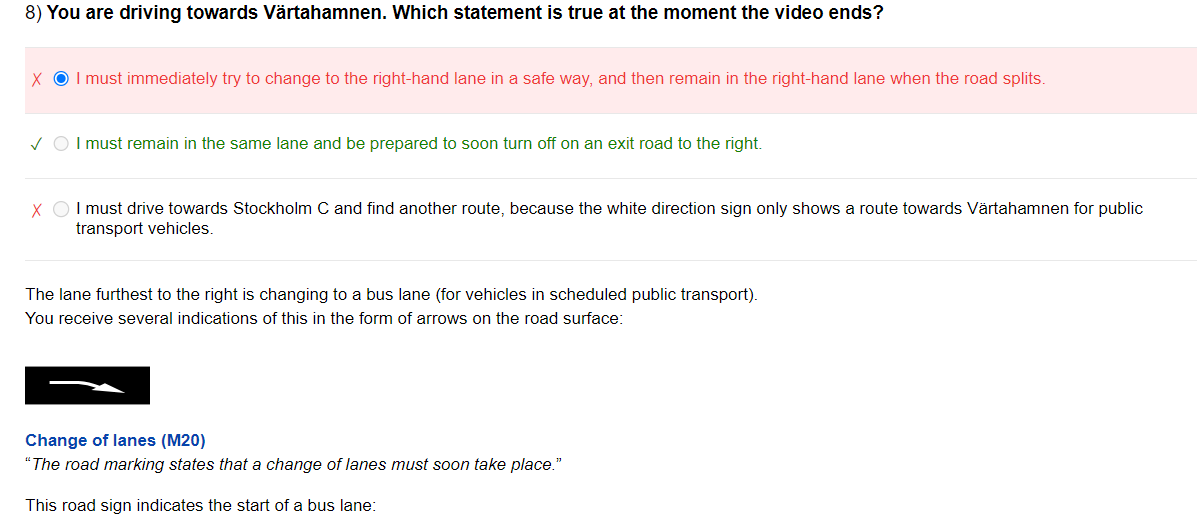 8) You are driving towards Värtahamnen. Which statement is true at the moment the video ends?
X I must immediately try to change to the right-hand lane in a safe way, and then remain in the right-hand lane when the road splits.
✓ I must remain in the same lane and be prepared to soon turn off on an exit road to the right.
X I must drive towards Stockholm C and find another route, because the white direction sign only shows a route towards Värtahamnen for public
transport vehicles.
The lane furthest to the right is changing to a bus lane (for vehicles in scheduled public transport).
You receive several indications of this in the form of arrows on the road surface:
Change of lanes (M20)
“The road marking states that a change of lanes must soon take place.”
This road sign indicates the start of a bus lane: